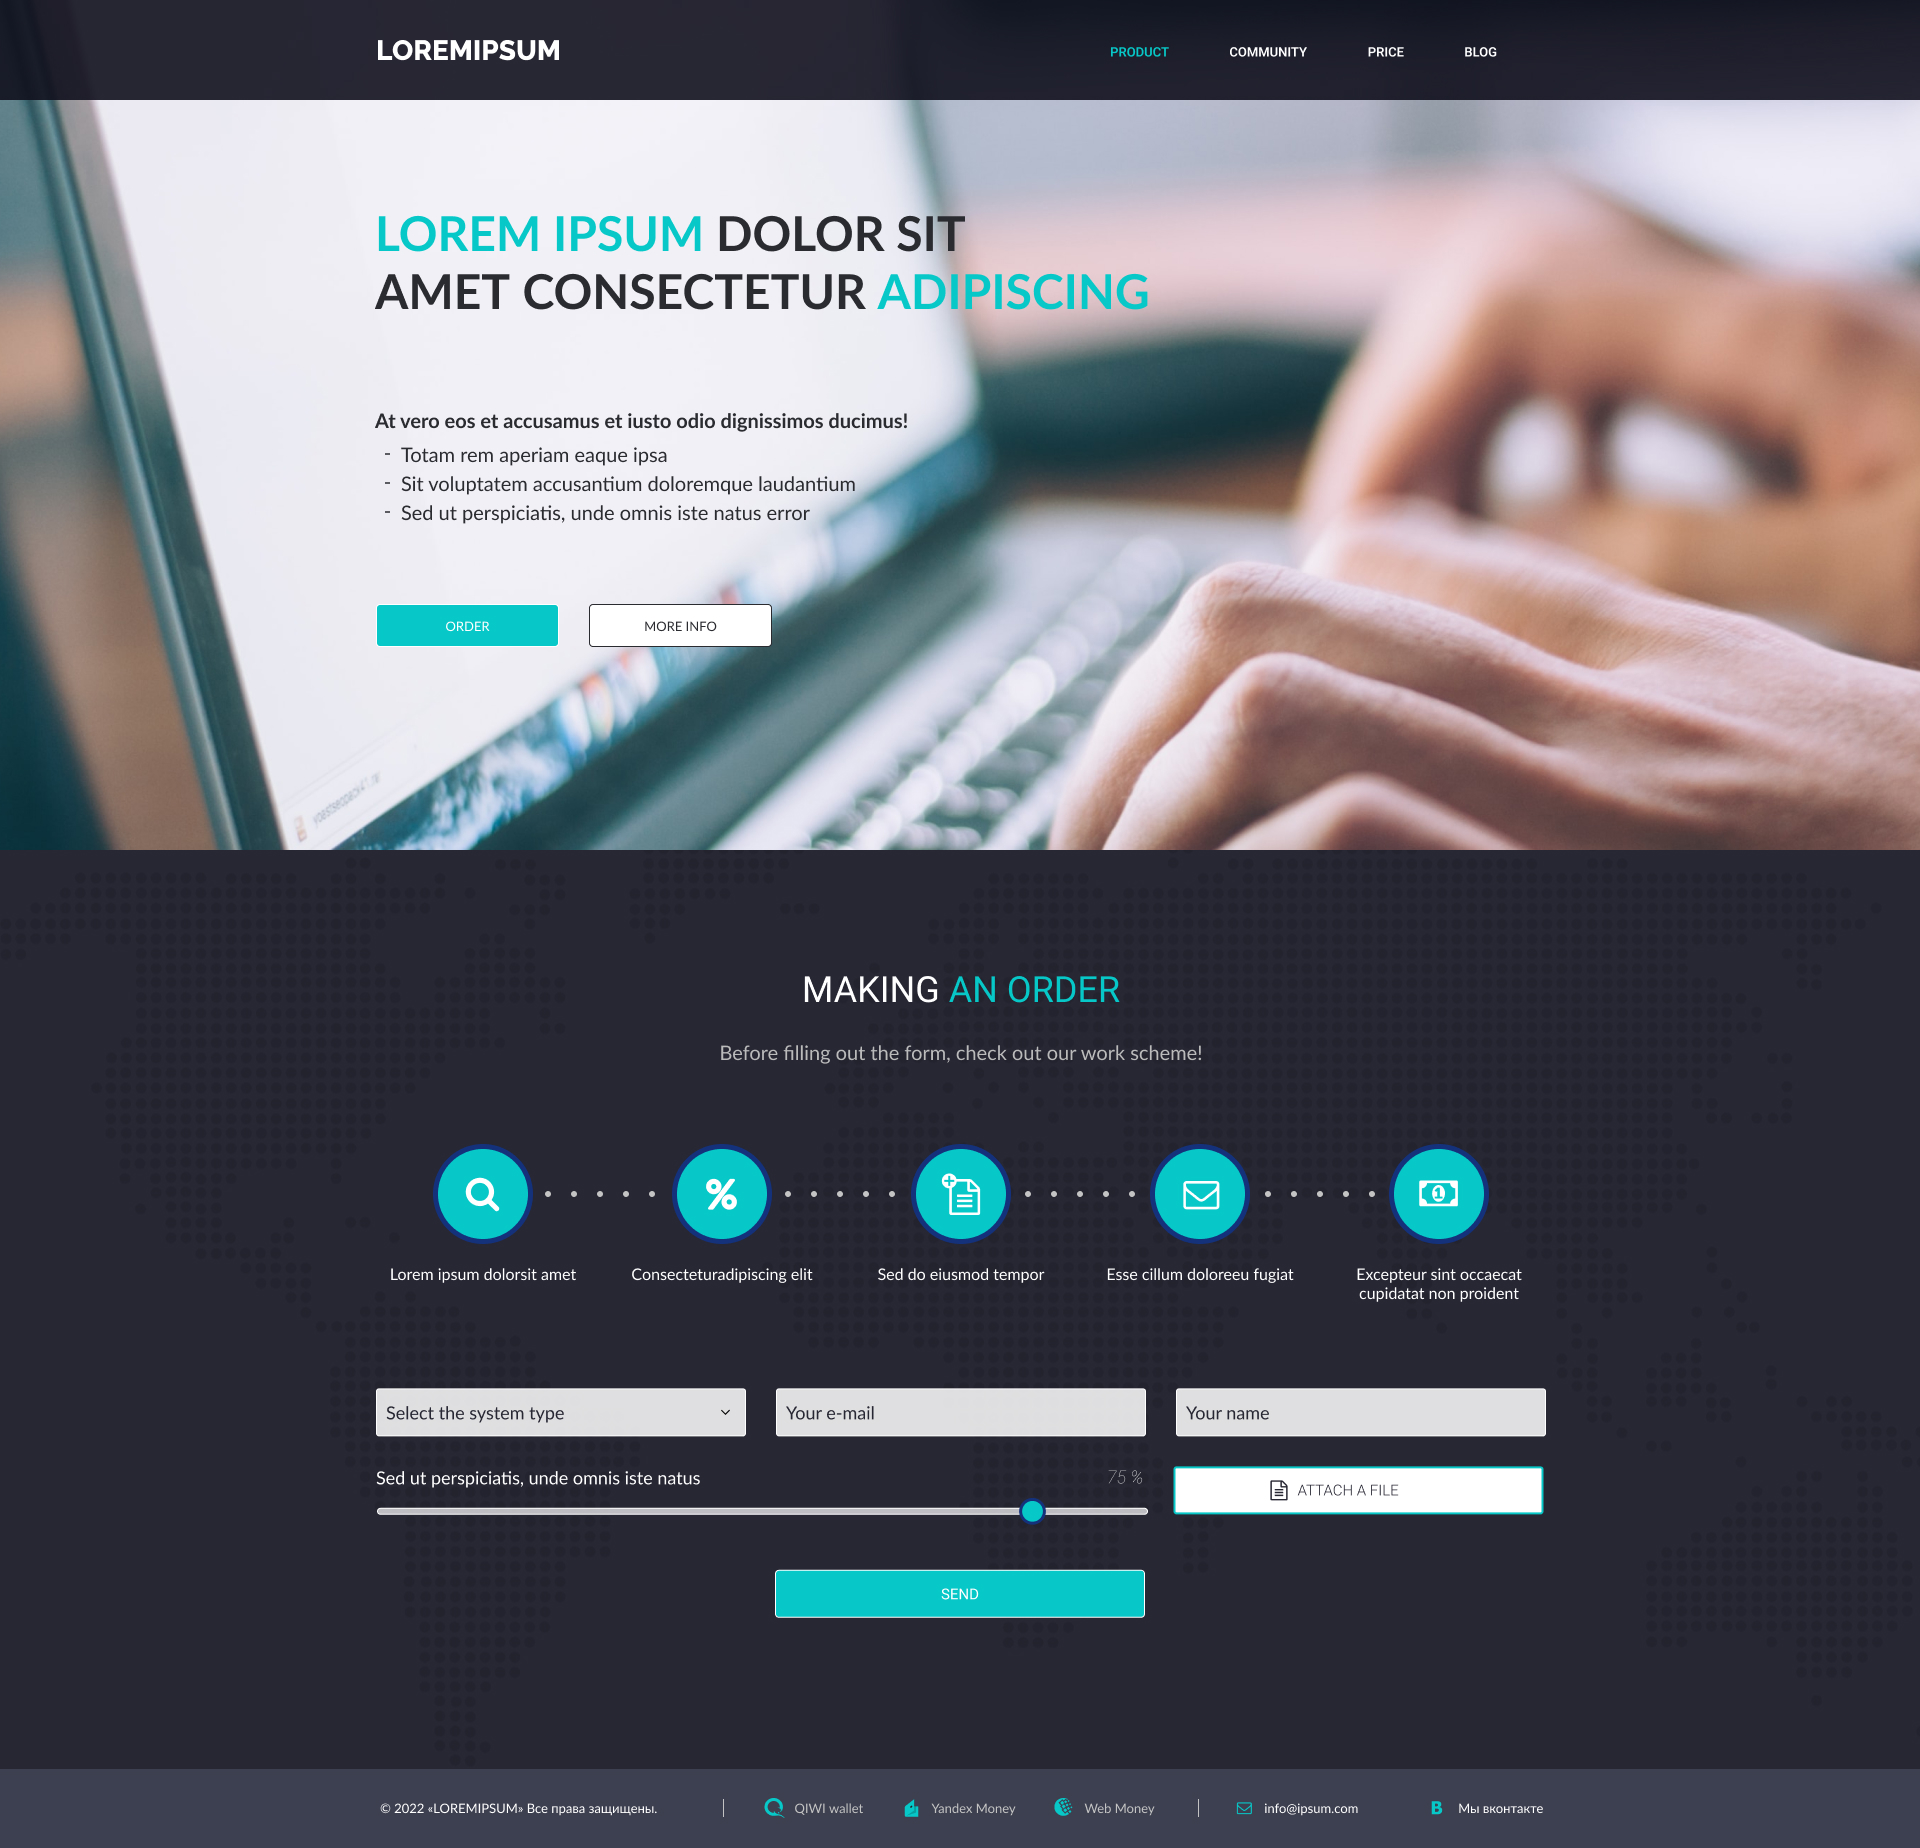 LOREMIPSUM
PRODUCT
COMMUNITY
PRICE
BLOG
LOREM IPSUM DOLOR SIT
AMET CONSECTETUR ADIPISCING
At vero eos et accusamus et iusto odio dignissimos ducimus!
- Totam rem aperiam eaque ipsa
- Sit voluptatem accusantium doloremque laudantium
- Sed ut perspiciatis, unde omnis iste natus error
ORDER
MORE INFO
MAKING AN ORDER
Before filling out the form, check out our work scheme!
Lorem ipsum dolorsit amet
Consecteturadipiscing elit
Sed do eiusmod tempor
Esse cillum doloreeu fugiat
Excepteur sint occaecat
cupidatat non proident
Select the system type
Your e-mail
Your name
Sed ut perspiciatis, unde omnis iste natus
75 %
ATTACH A FILE
SEND
© 2022 «LOREMIPSUM» Все права защищены.
QIWI wallet
Yandex Money
Web Money
info@ipsum.com
Мы вконтакте